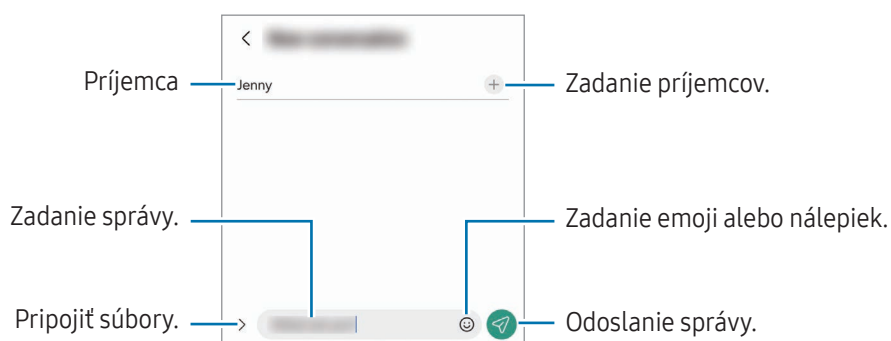 Príjemca
Jenny
Zadanie príjemcov.
Zadanie správy.
Zadanie emoji alebo nálepiek.
Pripojiť súbory.
Odoslanie správy.